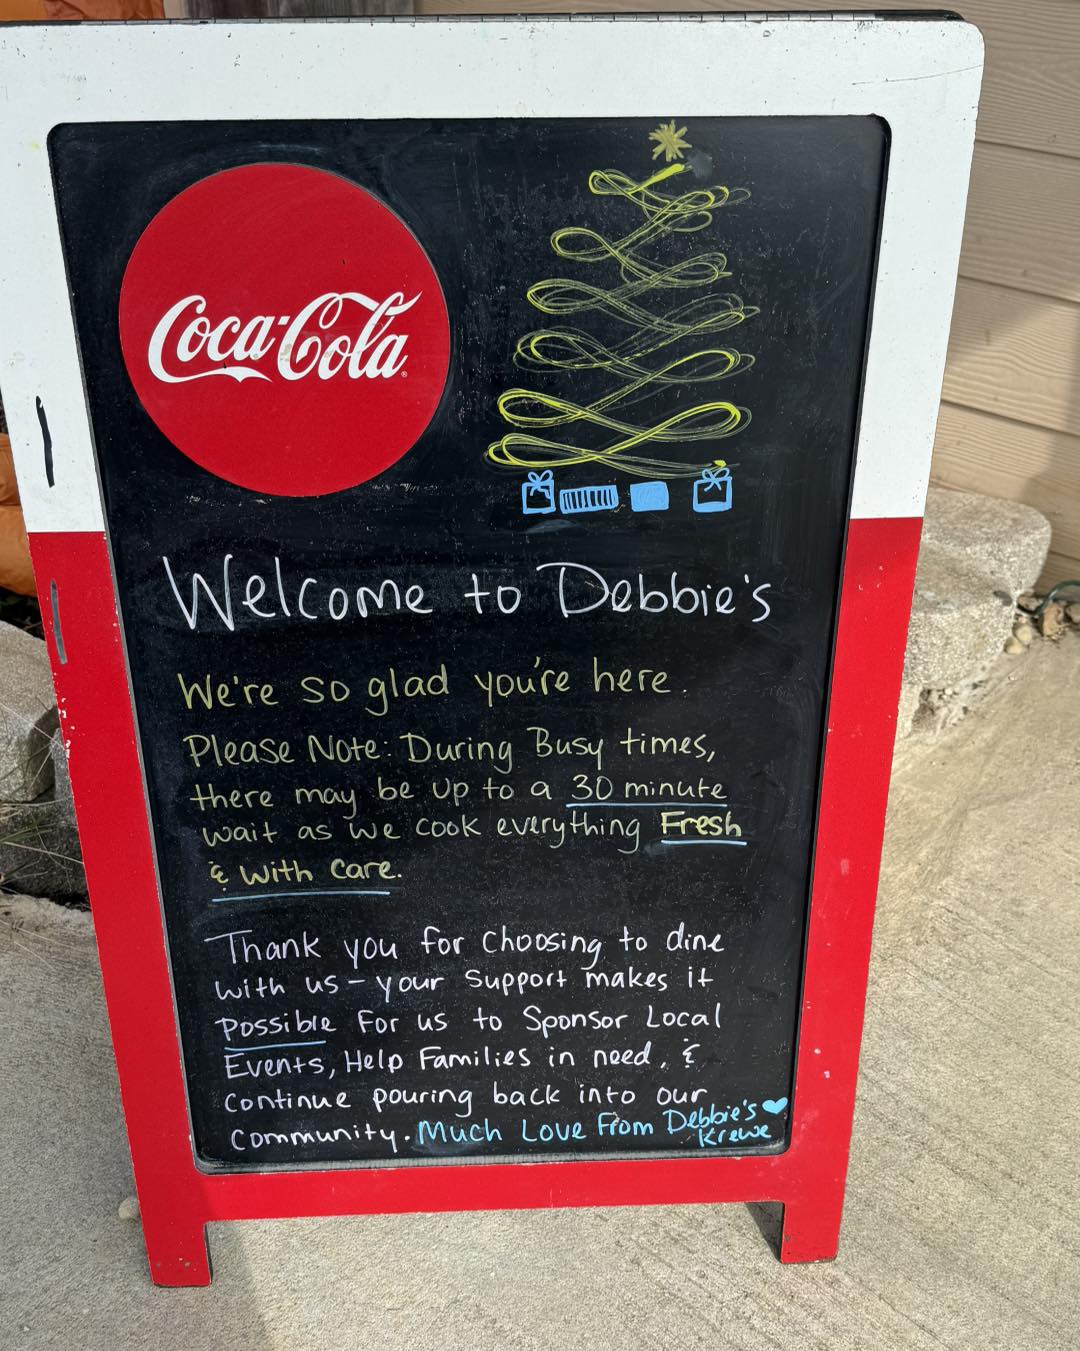 Coca-Cola
Welcome to Debbie's
We're so glad you're here.
Please Note: During Busy times,
there may be up to a 30 minute
wait as we cook everything Fresh
& With Care.
Thank you for choosing to dine
with us - your support makes it
possible for us to Sponsor Local
Events, Help Families in need, &
continue pouring back into our
community. Much Love From Debbie's
Krewe